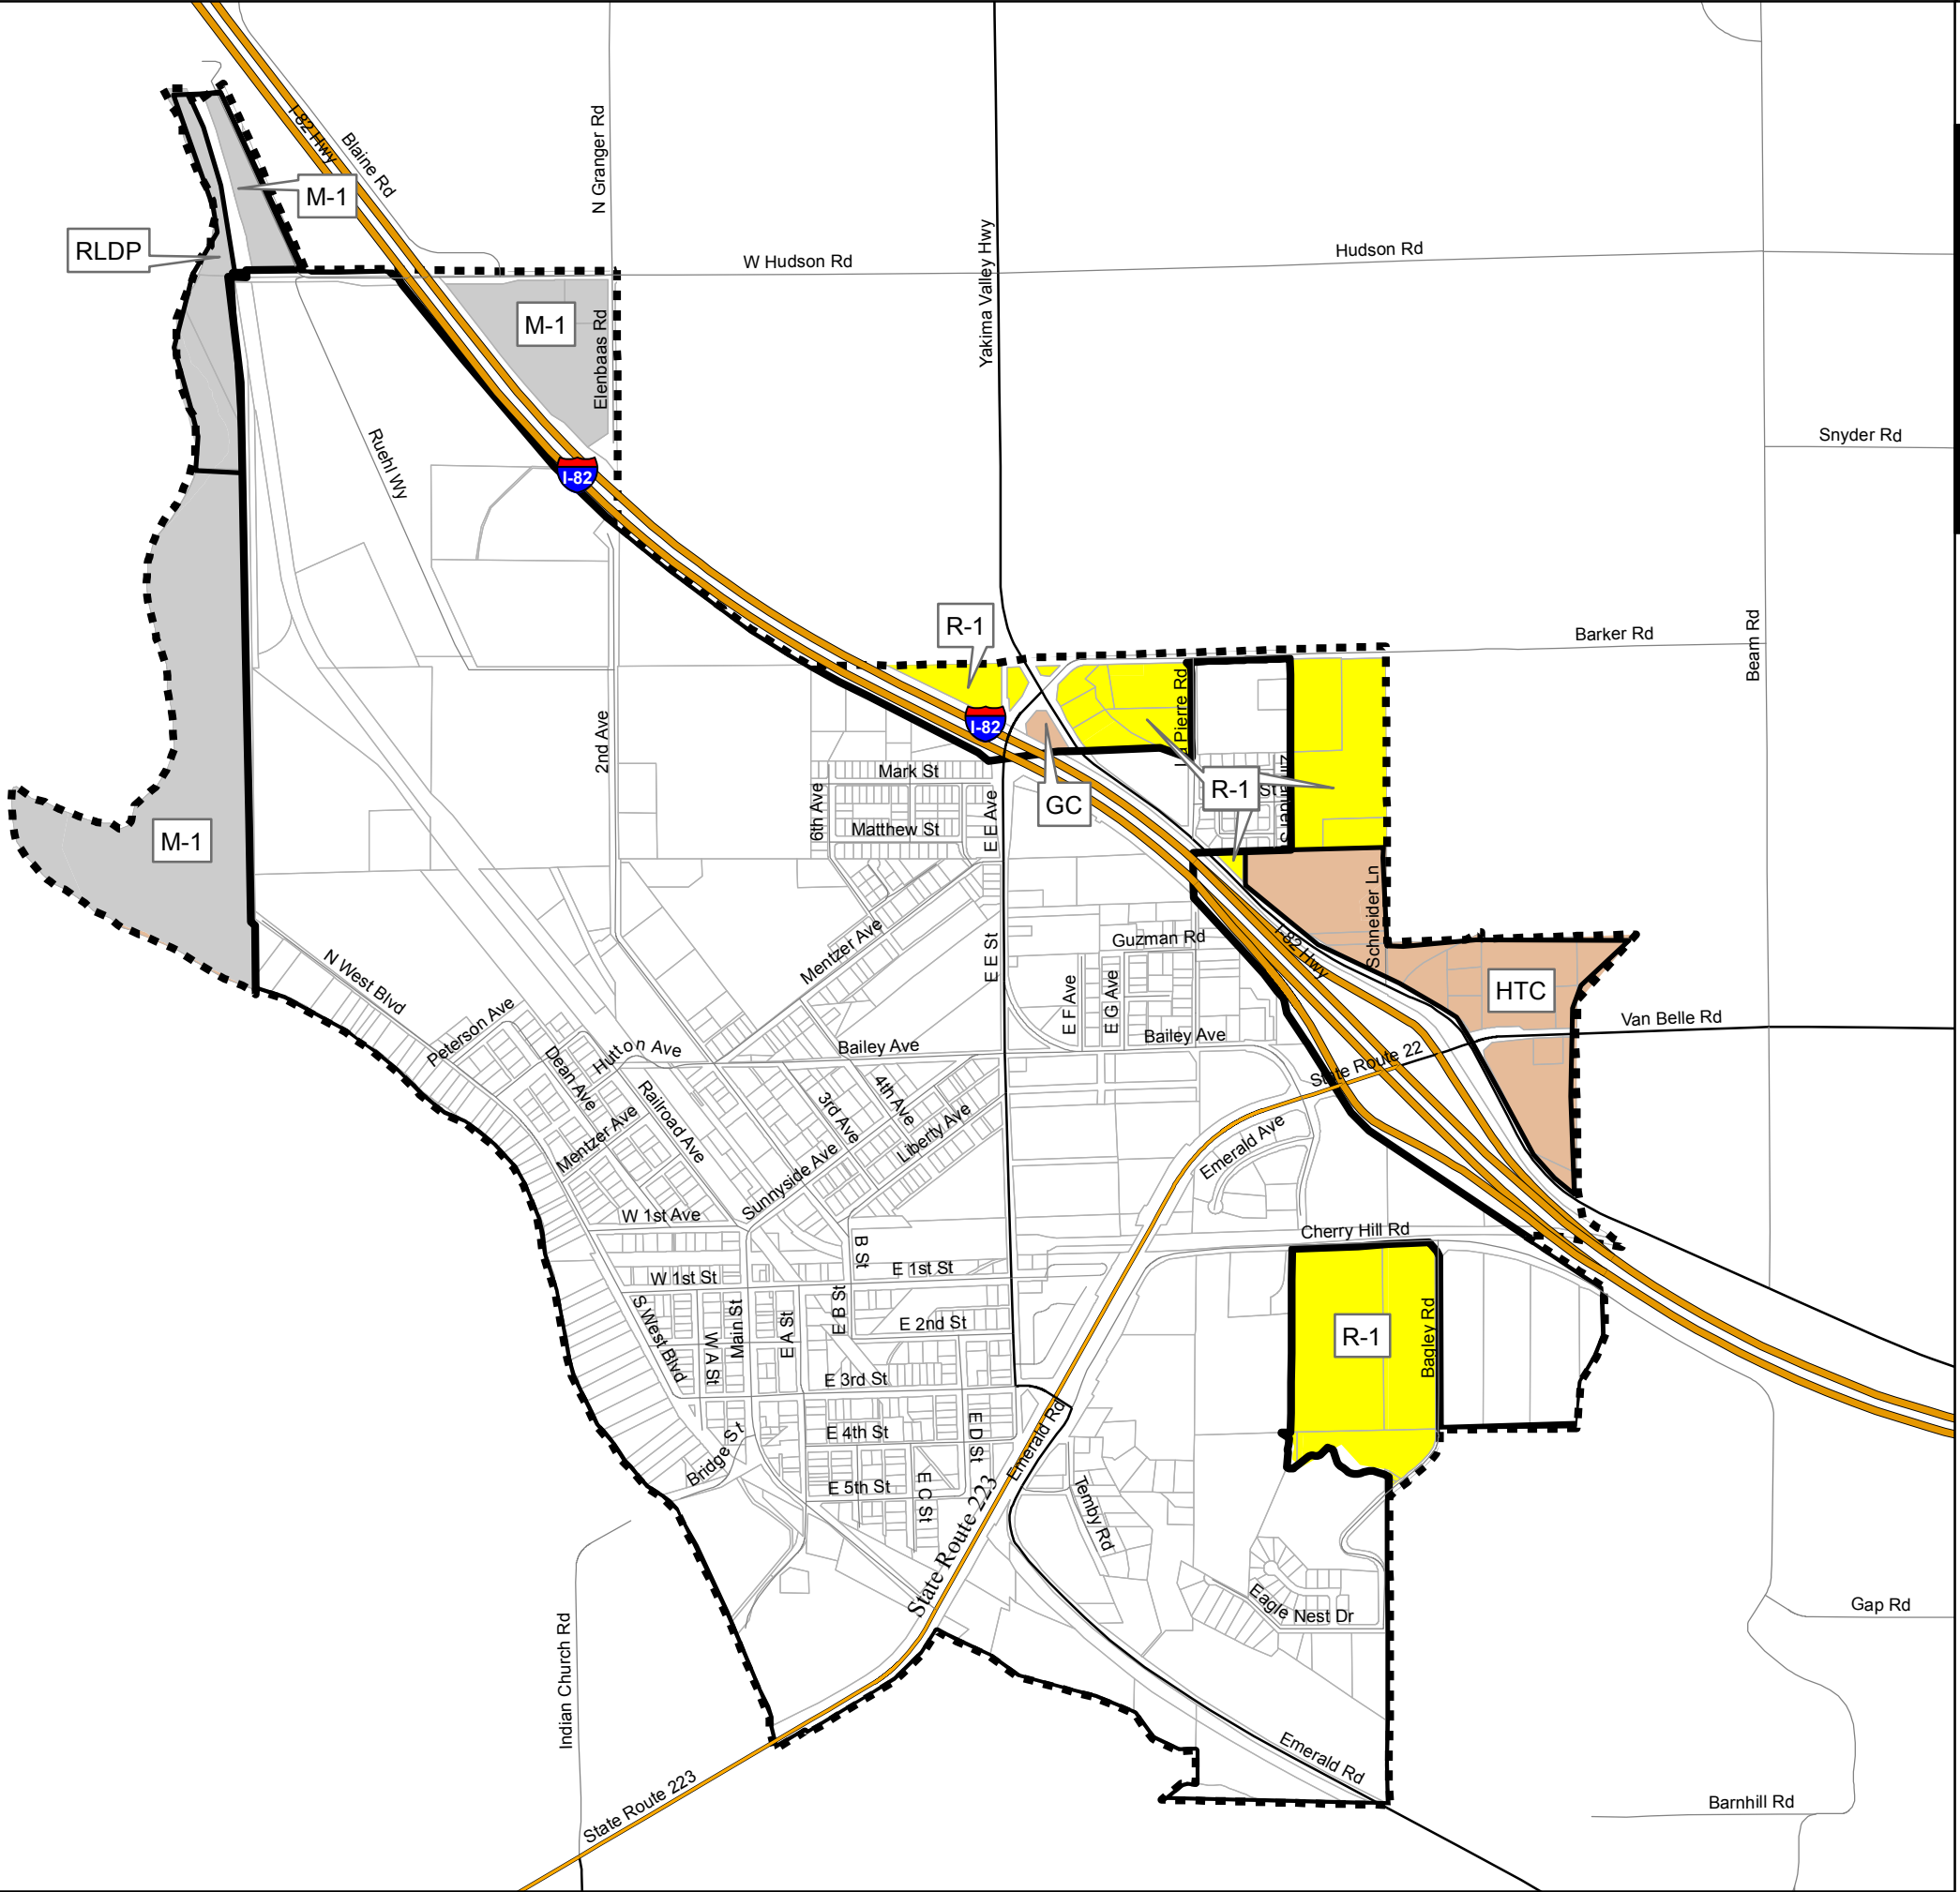 I-82 Hwy
Blaine Rd
N Granger Rd
M-1
RLDP
W Hudson Rd
Yakima Valley Hwy
Hudson Rd
M-1
Elenbaas Rd
Ruehl Wy
I-82
Snyder Rd
R-1
Barker Rd
Beam Rd
2nd Ave
I-82
Mark St
6th Ave
Matthew St
E E Ave
GC
R-1
St
M-1
Schneider Ln
N West Blvd
Mentzer Ave
E E St
Guzman Rd
I-82 Hwy
HTC
E F Ave
E G Ave
Van Belle Rd
Peterson Ave
Hutton Ave
Bailey Ave
Bailey Ave
State Route 22
Dean Ave
Railroad Ave
3rd Ave
4th Ave
Mentzer Ave
Liberty Ave
Emerald Ave
Sunnyside Ave
W 1st Ave
Cherry Hill Rd
B St
E 1st St
W 1st St
S West Blvd
W A St
Main St
E A St
E B St
E 2nd St
R-1
Bagley Rd
E 3rd St
E 4th St
E D St
Emerald Rd
Bridge St
E 5th St
E C St
State Route 223
Temby Rd
Eagle Nest Dr
Gap Rd
Indian Church Rd
Emerald Rd
State Route 223
Barnhill Rd